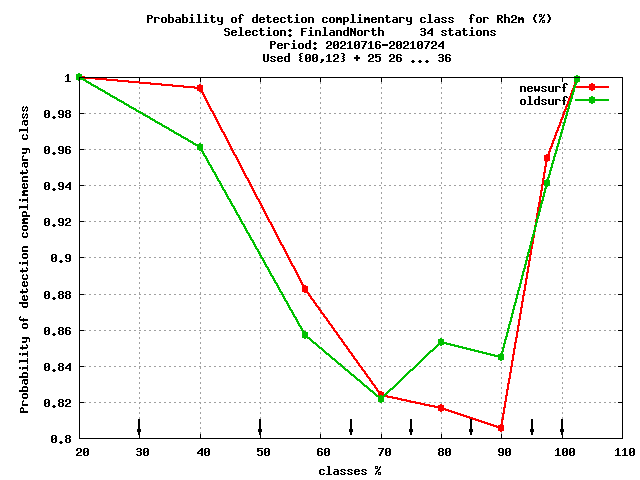 Probability of detection complimentary class  for Rh2m (%)
Selection: FinlandNorth     34 stations
Period: 20210716-20210724
Used {00,12} + 25 26 ... 36
newsurf
oldsurf
Probability of detection complimentary class
1
0.98
0.96
0.94
0.92
0.9
0.88
0.86
0.84
0.82
0.8
20 30 40 50 60 70 80 90 100 110
classes %